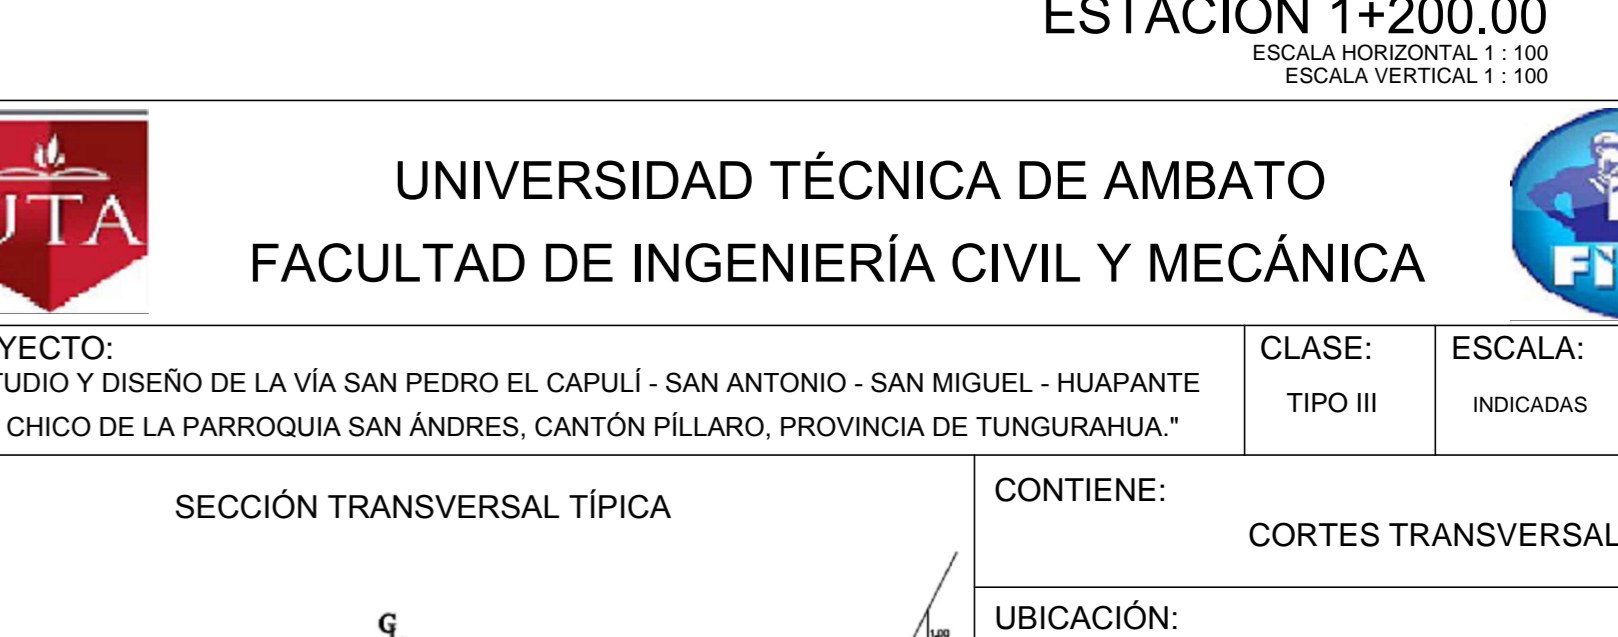 ESTACIÓN 1+200.00
ESCALA HORIZONTAL 1 : 100
ESCALA VERTICAL 1 : 100
UTA
UNIVERSIDAD TÉCNICA DE AMBATO
FACULTAD DE INGENIERÍA CIVIL Y MECÁNICA
YECTO:
TUDIO Y DISEÑO DE LA VÍA SAN PEDRO EL CAPULÍ - SAN ANTONIO - SAN MIGUEL - HUAPANTE
CHICO DE LA PARROQUIA SAN ÁNDRES, CANTÓN PÍLLARO, PROVINCIA DE TUNGURAHUA."
CLASE:
TIPO III
ESCALA:
INDICADAS
SECCIÓN TRANSVERSAL TÍPICA
CONTIENE:
CORTES TRANSVERSAL
UBICACIÓN:
1.00